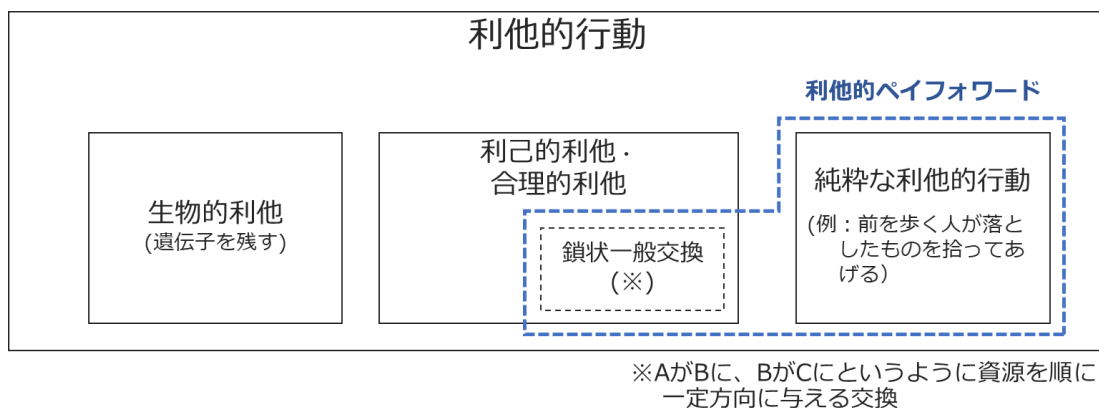 利他的行動
利他的ペイフォワード
生物的利他
(遺伝子を残す)
利己的利他・
合理的利他
鎖状一般交換
(※)
純粋な利他的行動
(例：前を歩く人が落と
したものを拾ってあ
げる）
※AがBに、BがCにというように資源を順に
一定方向に与える交換